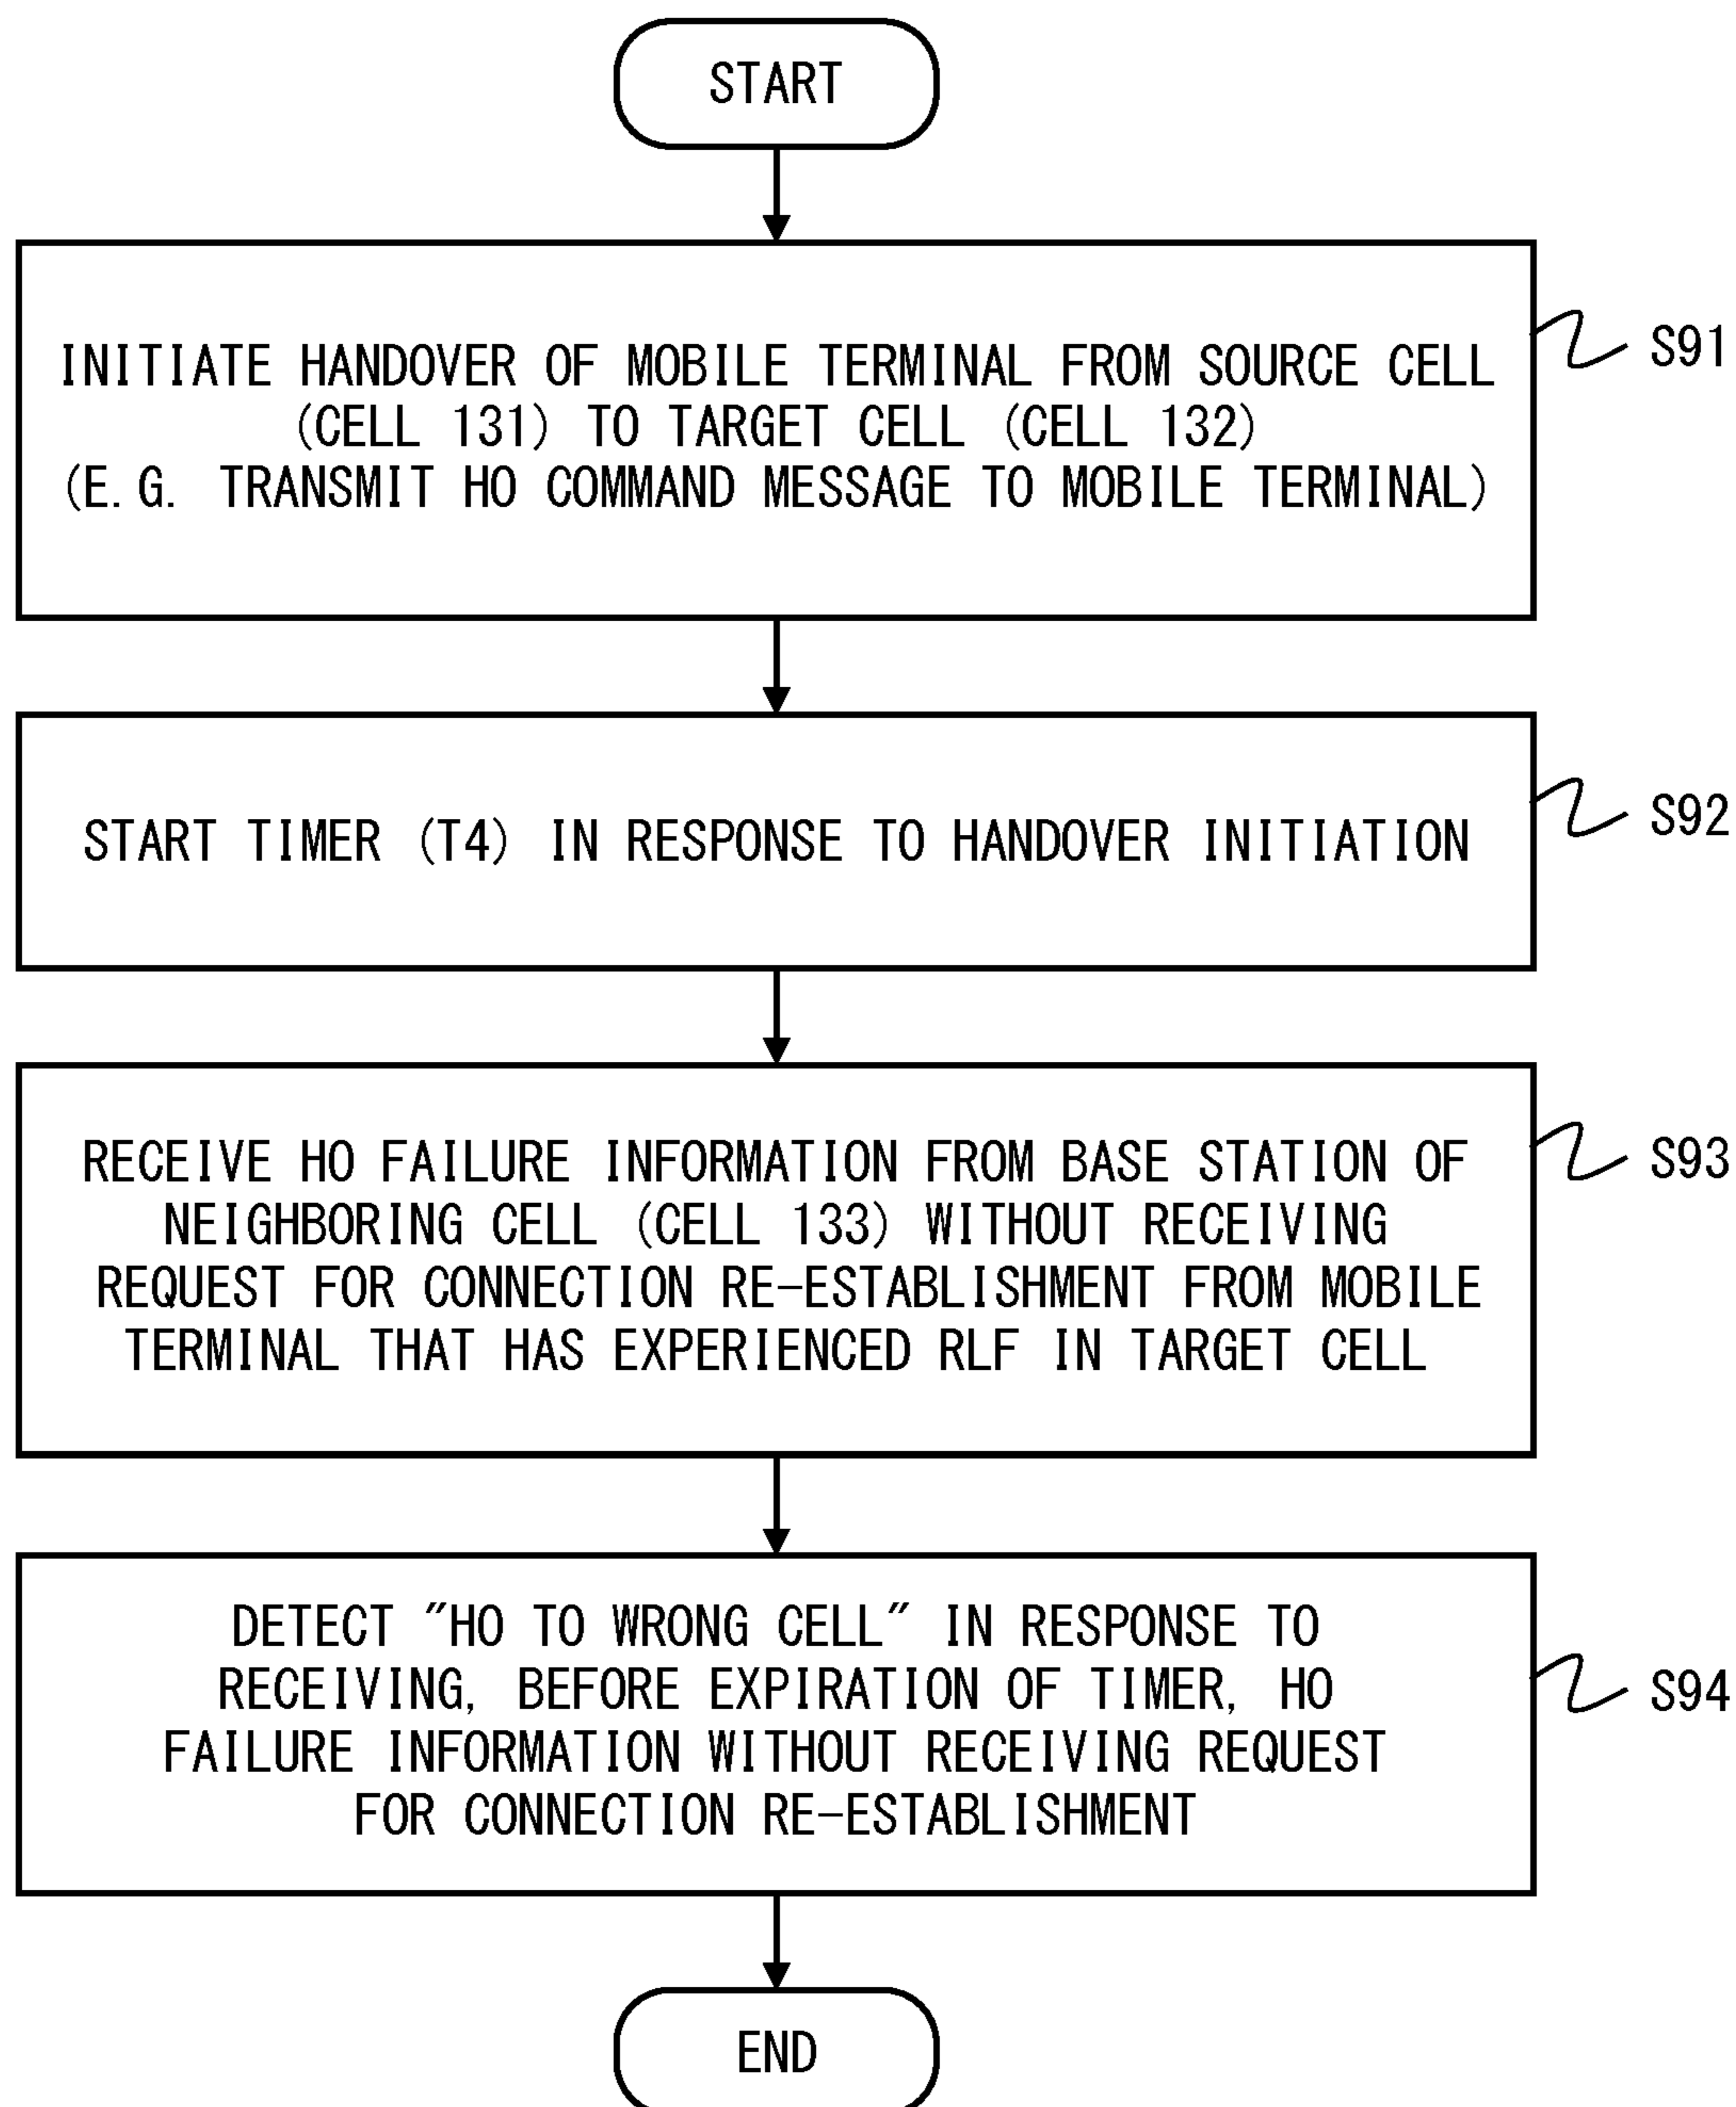 START
INITIATE HANDOVER OF MOBILE TERMINAL FROM SOURCE CELL
(CELL 131) TO TARGET CELL (CELL 132)
(E.G. TRANSMIT HO COMMAND MESSAGE TO MOBILE TERMINAL)
S91
START TIMER (T4) IN RESPONSE TO HANDOVER INITIATION
S92
RECEIVE HO FAILURE INFORMATION FROM BASE STATION OF
NEIGHBORING CELL (CELL 133) WITHOUT RECEIVING
REQUEST FOR CONNECTION RE-ESTABLISHMENT FROM MOBILE
TERMINAL THAT HAS EXPERIENCED RLF IN TARGET CELL
S93
DETECT "HO TO WRONG CELL" IN RESPONSE TO
RECEIVING, BEFORE EXPIRATION OF TIMER, HO
FAILURE INFORMATION WITHOUT RECEIVING REQUEST
FOR CONNECTION RE-ESTABLISHMENT
S94
END